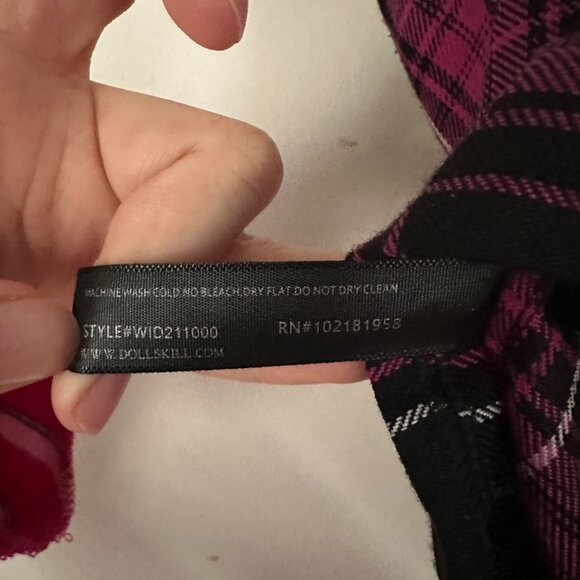 MACHINE WASH COLD.NO BLEACH.DRY FLAT.DO NOT DRY CLEAN
STYLE#WID211000 RN#102181958
WWW.DOLLSKILL.COM